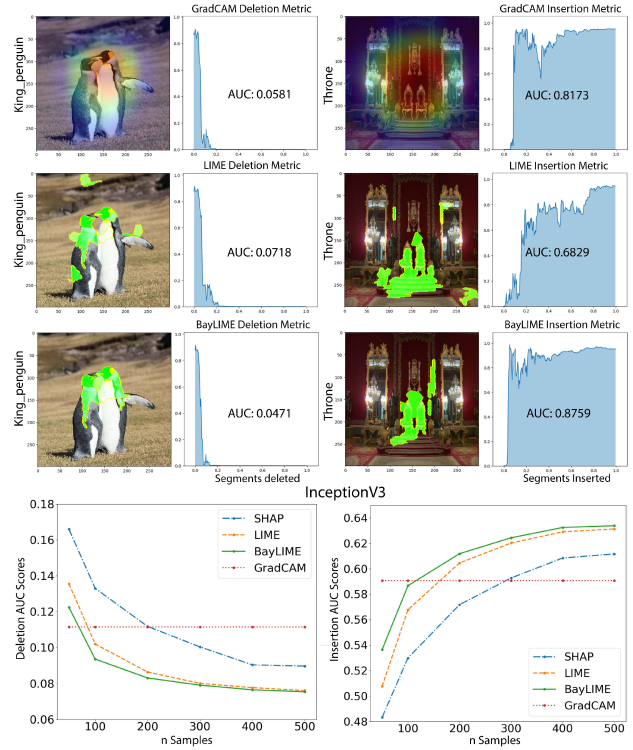 GradCAM Deletion Metric
GradCAM Insertion Metric
King_penguin
AUC: 0.0581
Throne
AUC: 0.8173
LIME Deletion Metric
LIME Insertion Metric
King_penguin
AUC: 0.0718
Throne
AUC: 0.6829
BayLIME Deletion Metric
BayLIME Insertion Metric
King_penguin
AUC: 0.0471
Throne
AUC: 0.8759
Segments deleted
Segments Inserted
InceptionV3
0.18
0.16
0.14
0.12
0.10
0.08
0.06
Deletion AUC Scores
SHAP
LIME
BayLIME
GradCAM
100 200 300 400 500
n Samples
0.64
0.62
0.60
0.58
0.56
0.54
0.52
0.50
0.48
Insertion AUC Scores
SHAP
LIME
BayLIME
GradCAM
100 200 300 400 500
n Samples